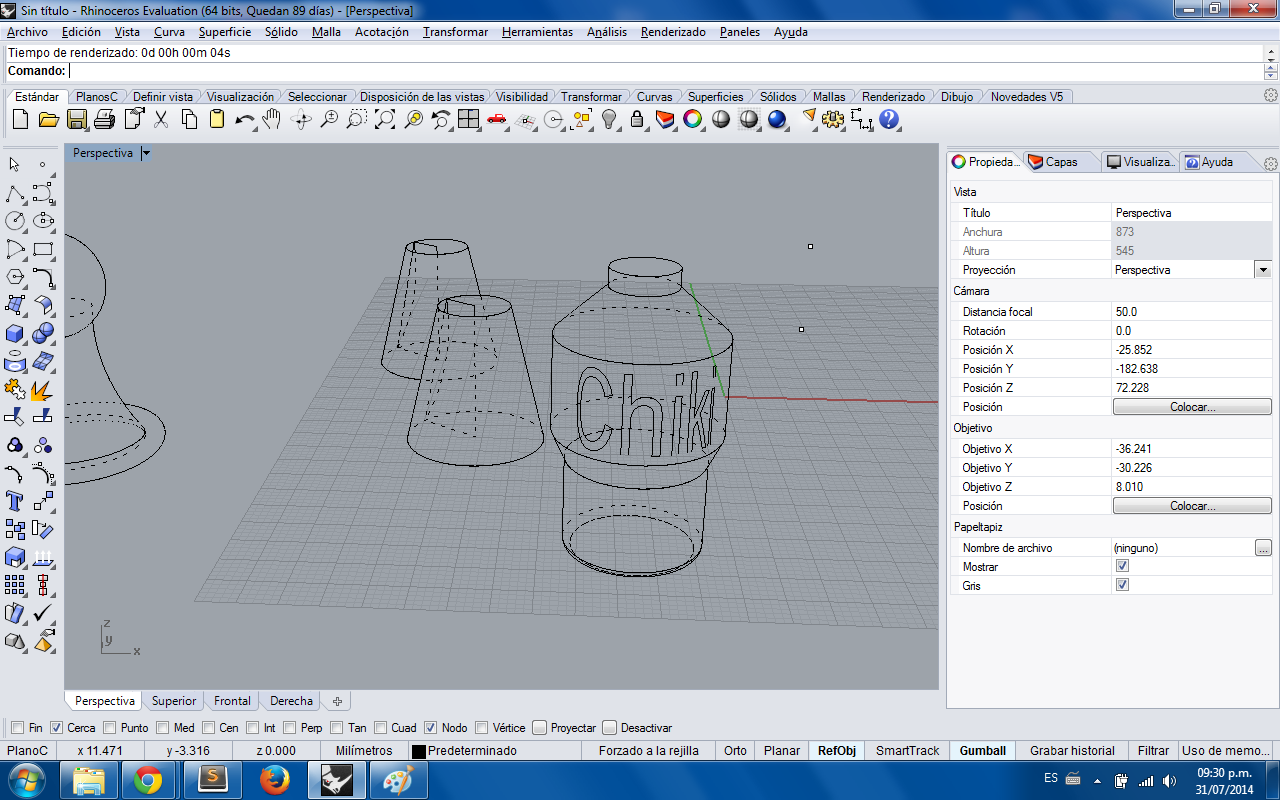 Sin título - Rhinoceros Evaluation (64 bits, Quedan 89 días) - [Perspectiva]
Archivo Edición Vista Curva Superficie Sólido Malla Acotación Transformar Herramientas Análisis Renderizado Paneles Ayuda
Tiempo de renderizado: 0d 00h 00m 04s
Comando:
Estándar PlanosC Definir vista Visualización Seleccionar Disposición de las vistas Visibilidad Transformar Curvas Superficies Sólidos Mallas Renderizado Dibujo Novedades V5
Perspectiva
Propieda... Capas Visualiza... Ayuda
Vista
Título Perspectiva
Anchura 873
Altura 545
Proyección Perspectiva
Cámara
Distancia focal 50.0
Rotación 0.0
Posición X -25.852
Posición Y -182.638
Posición Z 72.228
Posición Colocar...
Objetivo
Objetivo X -36.241
Objetivo Y -30.226
Objetivo Z 8.010
Posición Colocar...
Papeltapiz
Nombre de archivo (ninguno) ...
Mostrar
Gris
Chiki
z
y
x
Perspectiva Superior Frontal Derecha
Fin Cerca Punto Med Cen Int Perp Tan Cuad Nodo Vértice Proyectar Desactivar
PlanoC x 11.471 y -3.316 z 0.000 Milímetros Predeterminado Forzado a la rejilla Orto Planar RefObj SmartTrack Gumball Grabar historial Filtrar Uso de memo...
ES
09:30 p.m.
31/07/2014